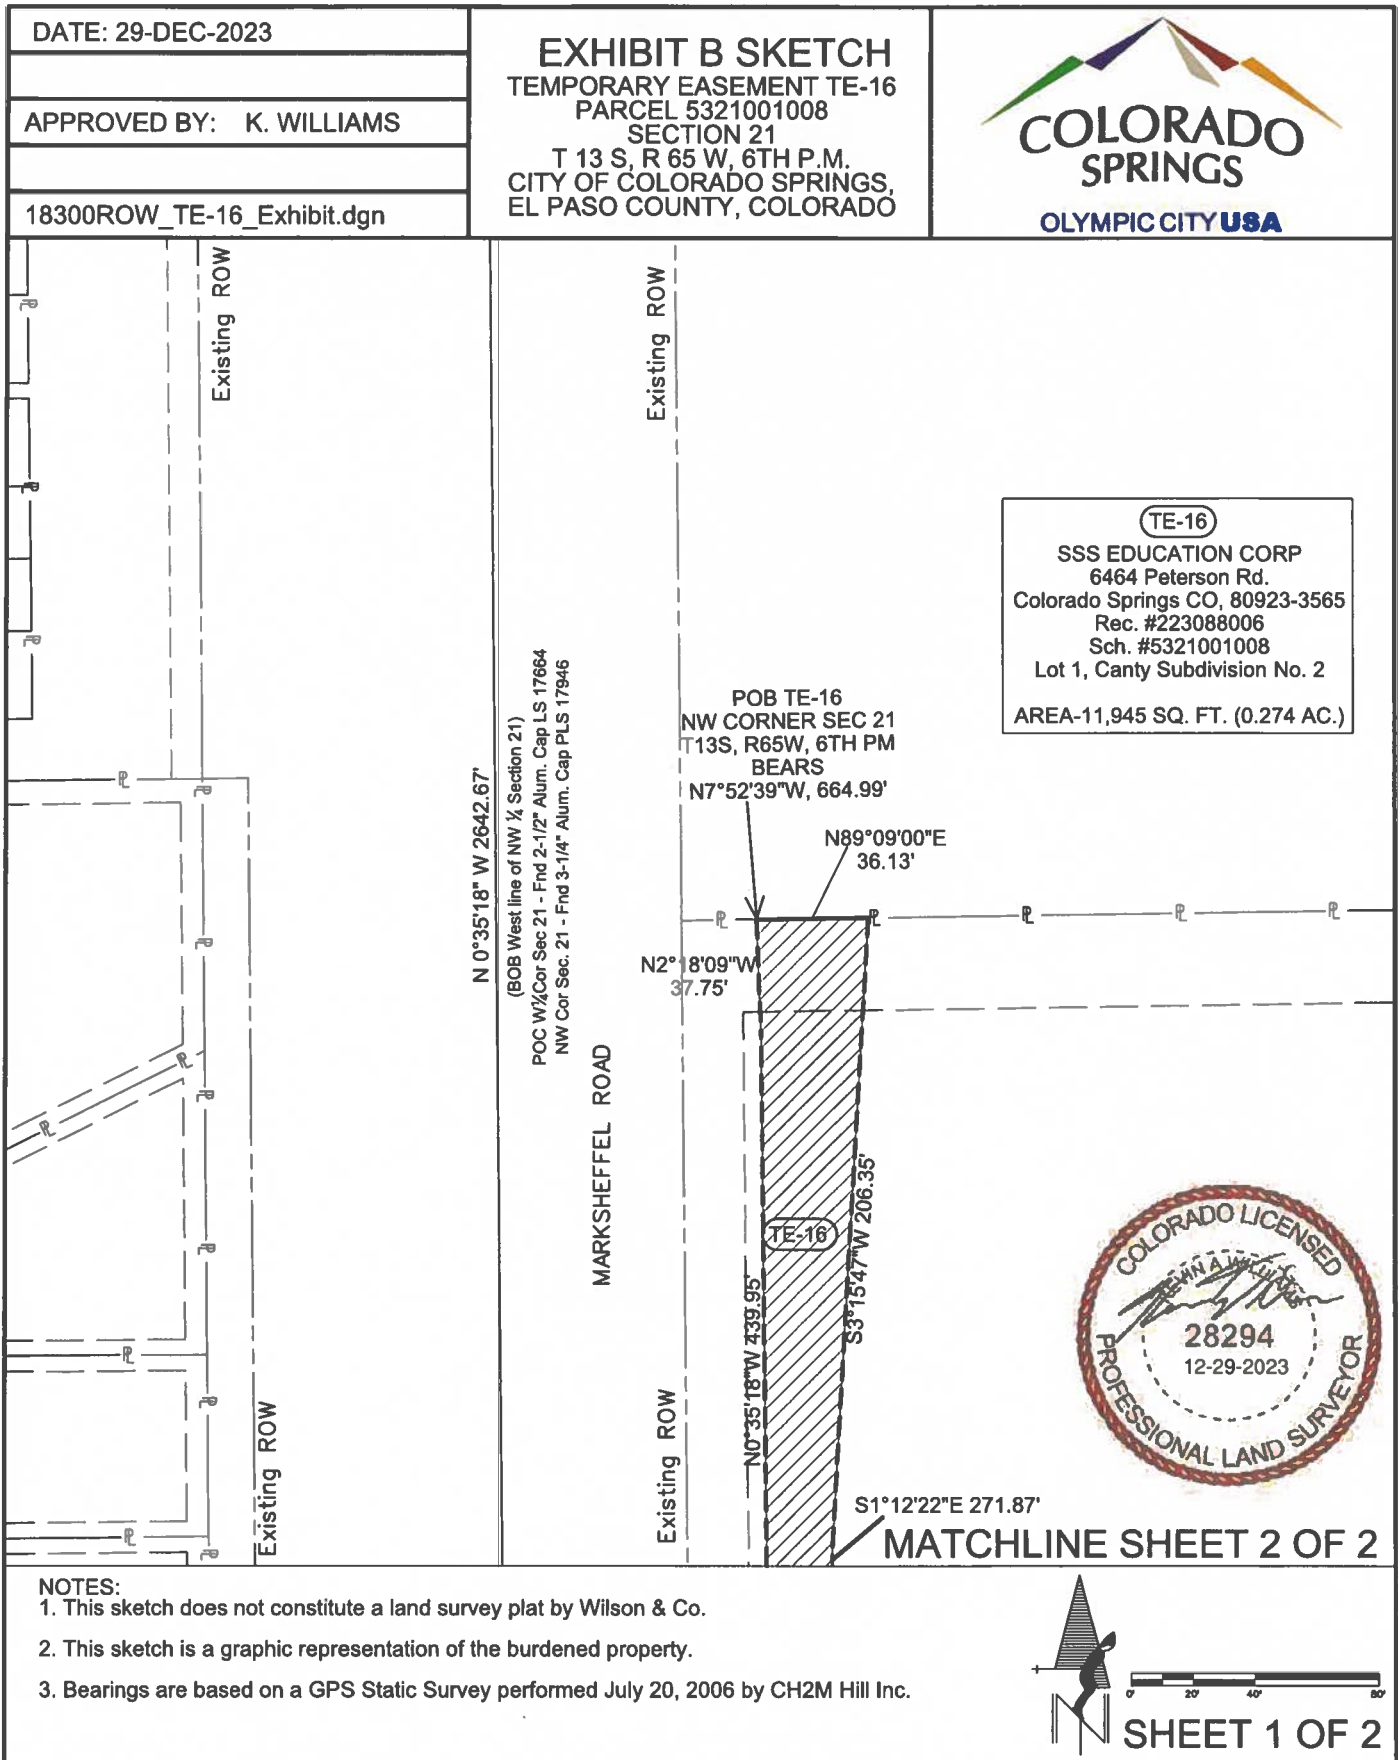 DATE: 29-DEC-2023
APPROVED BY: K. WILLIAMS
18300ROW_TE-16_Exhibit.dgn
EXHIBIT B SKETCH
TEMPORARY EASEMENT TE-16
PARCEL 5321001008
SECTION 21
T 13 S, R 65 W, 6TH P.M.
CITY OF COLORADO SPRINGS,
EL PASO COUNTY, COLORADO
COLORADO
SPRINGS
OLYMPIC CITY USA
Existing ROW
Existing ROW
TE-16
SSS EDUCATION CORP
6464 Peterson Rd.
Colorado Springs CO, 80923-3565
Rec. #223088006
Sch. #5321001008
Lot 1, Canty Subdivision No. 2
AREA-11,945 SQ. FT. (0.274 AC.)
N 0°35'18" W 2642.67'
(BOB West line of NW ¼ Section 21)
POC W¼Cor Sec 21 - Fnd 2-1/2" Alum. Cap LS 17664
NW Cor Sec. 21 - Fnd 3-1/4" Alum. Cap PLS 17946
POB TE-16
NW CORNER SEC 21
T13S, R65W, 6TH PM
BEARS
N7°52'39"W, 664.99'
N89°09'00"E
36.13'
N2°18'09"W
37.75'
MARKSHEFFEL ROAD
TE-16
N0°35'18"W 439.95'
S3°15'47"W 206.35'
Existing ROW
Existing ROW
S1°12'22"E 271.87'
COLORADO LICENSED
KEVIN A WILLIAMS
28294
12-29-2023
PROFESSIONAL LAND SURVEYOR
MATCHLINE SHEET 2 OF 2
NOTES:
1. This sketch does not constitute a land survey plat by Wilson & Co.
2. This sketch is a graphic representation of the burdened property.
3. Bearings are based on a GPS Static Survey performed July 20, 2006 by CH2M Hill Inc.
N
0' 20' 40' 80'
SHEET 1 OF 2